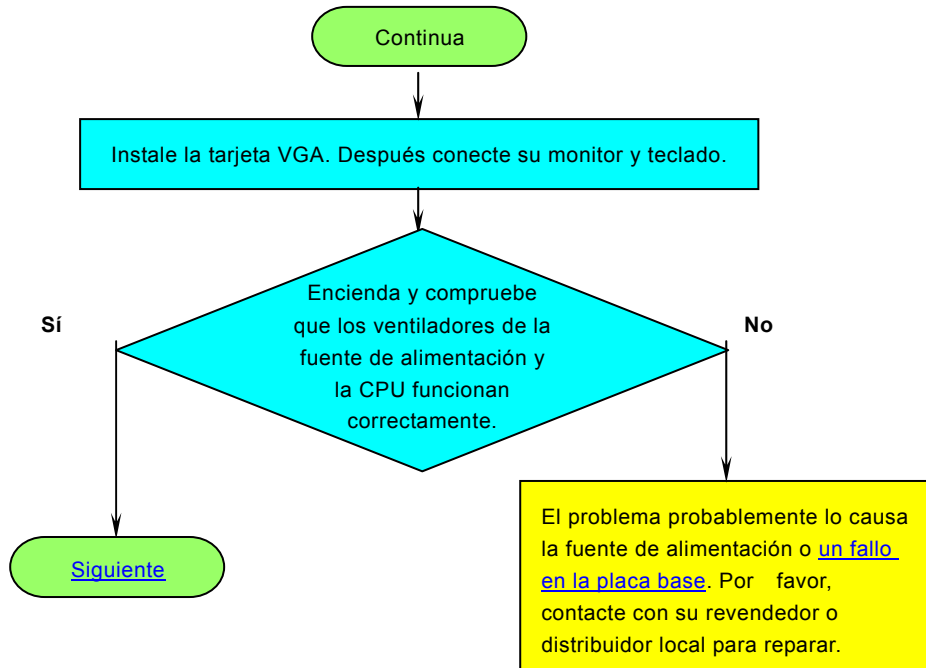 Continua
Instale la tarjeta VGA. Después conecte su monitor y teclado.
Encienda y compruebe
que los ventiladores de la
fuente de alimentación y
la CPU funcionan
correctamente.
Sí
No
El problema probablemente lo causa
la fuente de alimentación o un fallo
en la placa base. Por favor,
contacte con su revendedor o
distribuidor local para reparar.
Siguiente